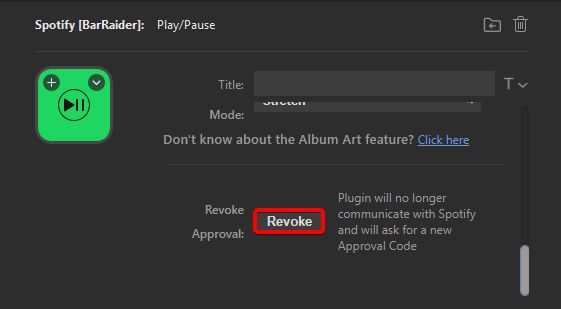 Spotify [BarRaider]: Play/Pause
Title:
T
Stretch
Mode:
Don't know about the Album Art feature? Click here
Revoke
Approval:
Revoke
Plugin will no longer
communicate with Spotify
and will ask for a new
Approval Code